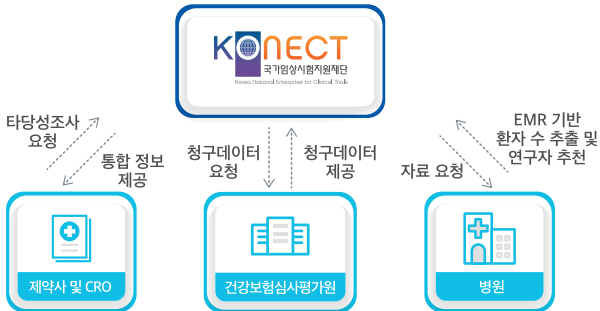 KONECT
국가임상시험지원재단
Korea National Enterprise for Clinical Trials
타당성조사
요청
통합 정보
제공
청구데이터
요청
청구데이터
제공
자료 요청
EMR 기반
환자 수 추출 및
연구자 추천
제약사 및 CRO
건강보험심사평가원
병원